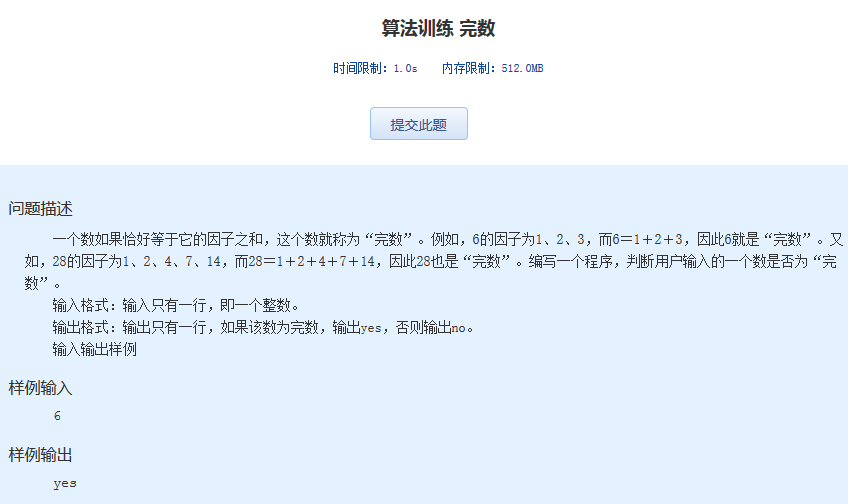 算法训练 完数
时间限制：1.0s 内存限制：512.0MB
提交此题
问题描述
一个数如果恰好等于它的因子之和，这个数就称为“完数”。例如，6的因子为1、2、3，而6＝1＋2＋3，因此6就是“完数”。又
如，28的因子为1、2、4、7、14，而28＝1＋2＋4＋7＋14，因此28也是“完数”。编写一个程序，判断用户输入的一个数是否为“完
数”。
输入格式：输入只有一行，即一个整数。
输出格式：输出只有一行，如果该数为完数，输出yes，否则输出no。
输入输出样例
样例输入
6
样例输出
yes